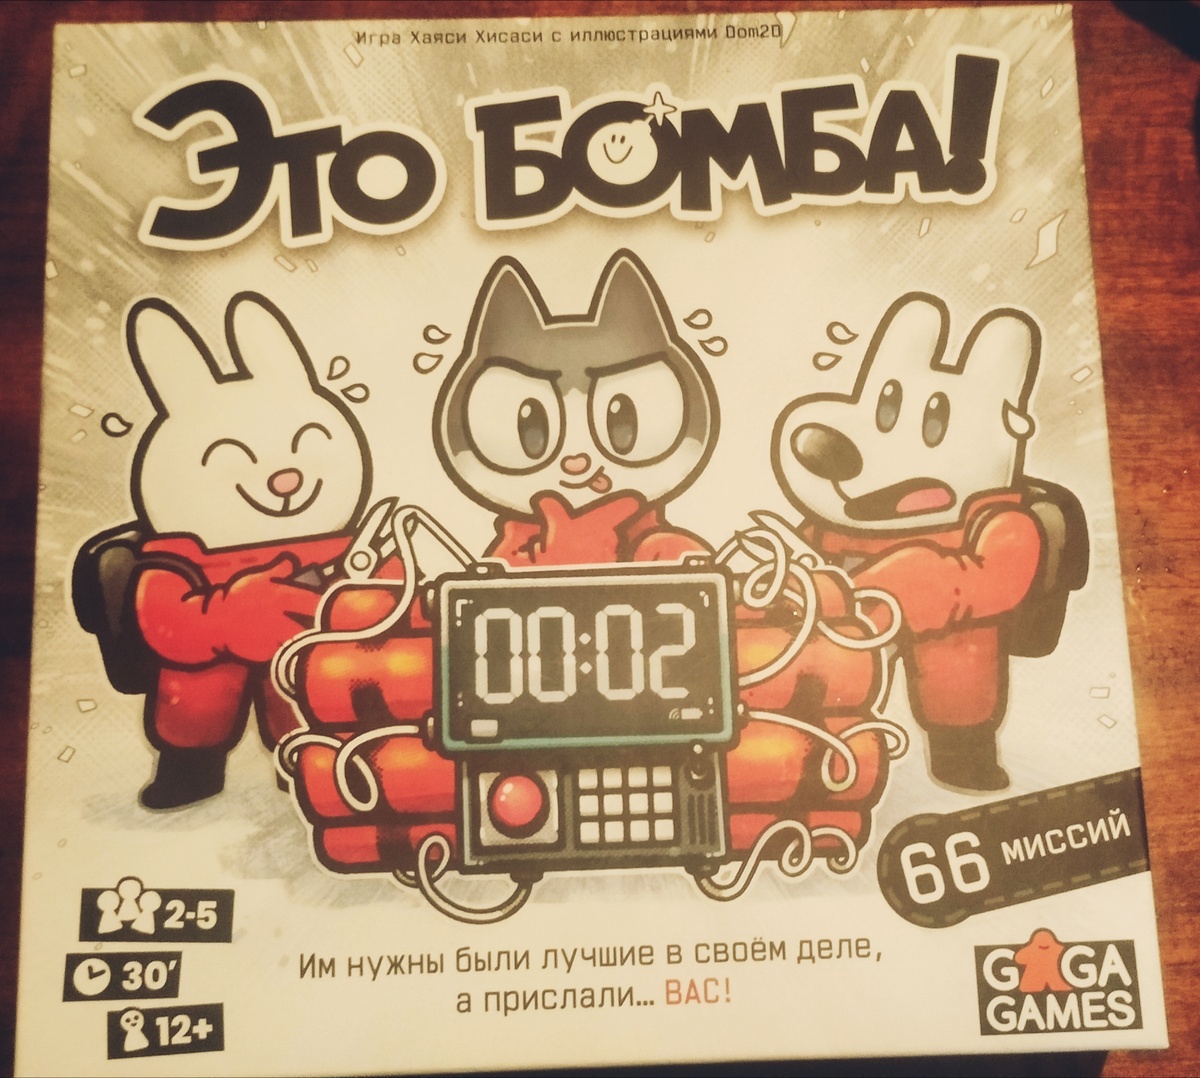 Игра Хаяси Хисаси с иллюстрациями Dom2D
Это БОМБА!
00:02
66 миссий
2-5
30'
12+
Им нужны были лучшие в своём деле,
а прислали... ВАС!
GAGA
GAMES